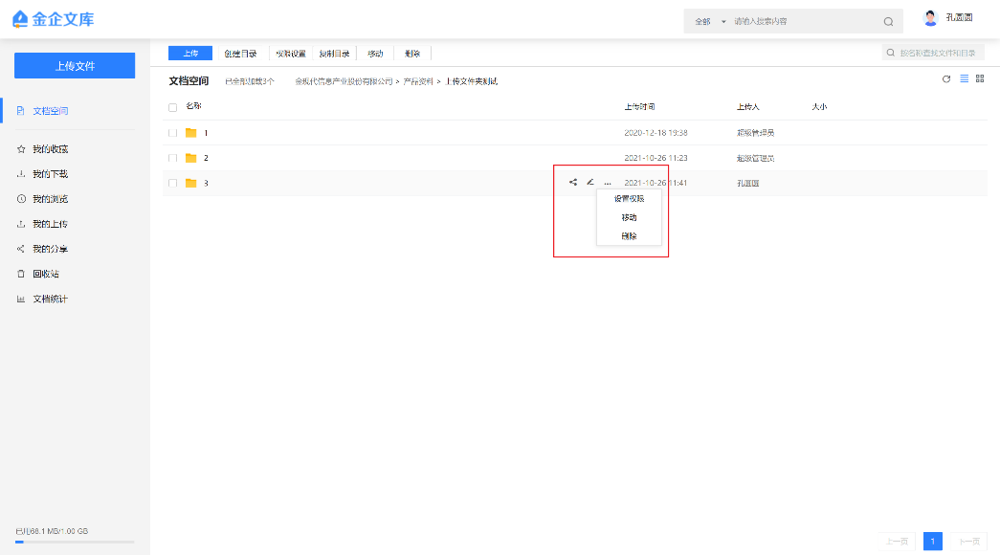 金企文库
全部 请输入搜索内容
孔圆圆
上传文件
上传 创建目录 权限设置 复制目录 移动 删除
按名称查找文件和目录
文档空间 已全部加载3个 金现代信息产业股份有限公司 > 产品资料 > 上传文件夹测试
名称 上传时间 上传人 大小
1 2020-12-18 19:38 超级管理员
2 2021-10-26 11:23 超级管理员
3 ... 2021-10-26 11:41 孔圆圆
设置权限
移动
删除
文档空间
我的收藏
我的下载
我的浏览
我的上传
我的分享
回收站
文档统计
已用68.1 MB/1.00 GB
上一页 1 下一页